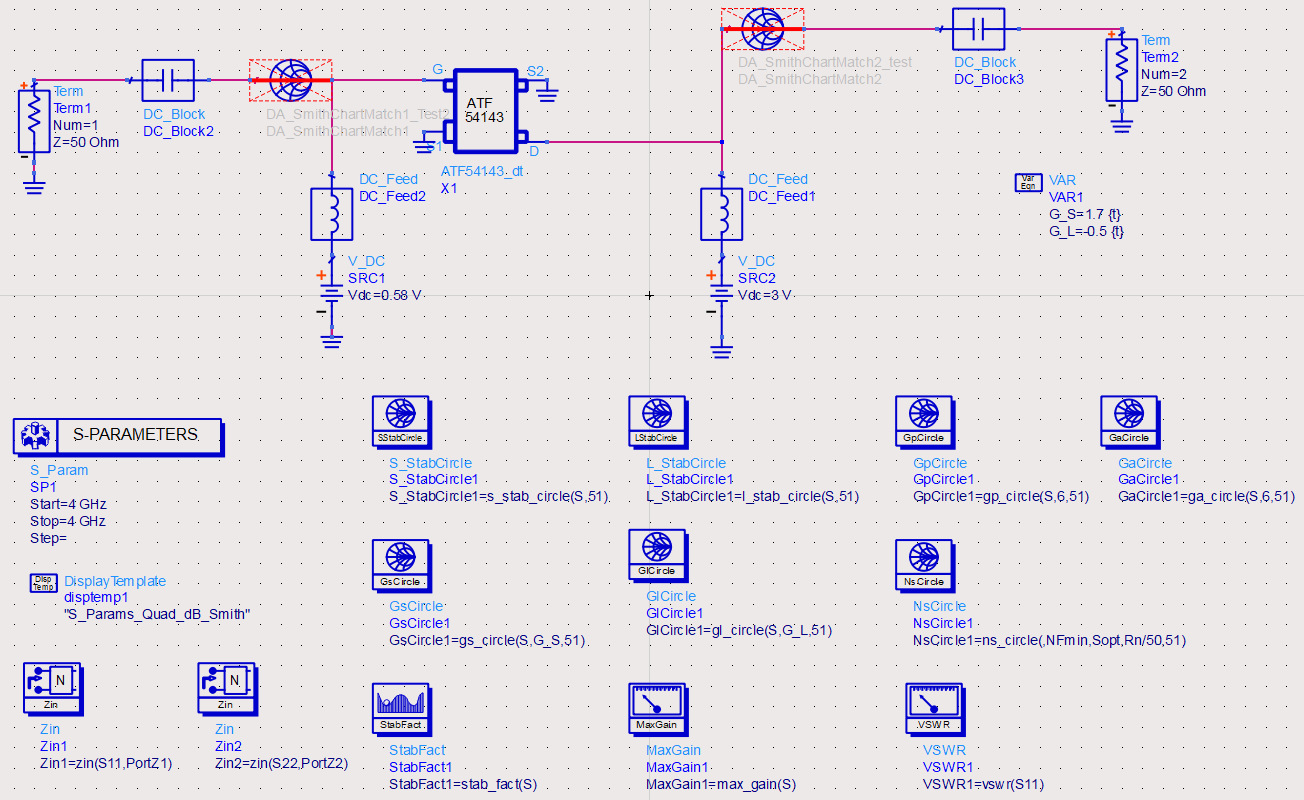 Term
Term1
Num=1
Z=50 Ohm
DC_Block
DC_Block2
DA_SmithChartMatch1_Test2
DA_SmithChartMatch1
G
S2
ATF
54143
S1
D
ATF54143_dt
X1
DC_Feed
DC_Feed2
V_DC
SRC1
Vdc=0.58 V
DA_SmithChartMatch2_test
DA_SmithChartMatch2
DC_Block
DC_Block3
Term
Term2
Num=2
Z=50 Ohm
DC_Feed
DC_Feed1
V_DC
SRC2
Vdc=3 V
Var
Eqn
VAR
VAR1
G_S=1.7 {t}
G_L=-0.5 {t}
S-PARAMETERS
S_Param
SP1
Start=4 GHz
Stop=4 GHz
Step=
SStabCircle
S_StabCircle
S_StabCircle1
S_StabCircle1=s_stab_circle(S,51)
LStabCircle
L_StabCircle
L_StabCircle1
L_StabCircle1=l_stab_circle(S,51)
GpCircle
GpCircle
GpCircle1
GpCircle1=gp_circle(S,6,51)
GaCircle
GaCircle
GaCircle1
GaCircle1=ga_circle(S,6,51)
Disp
Temp
DisplayTemplate
disptemp1
"S_Params_Quad_dB_Smith"
GsCircle
GsCircle
GsCircle1
GsCircle1=gs_circle(S,G_S,51)
GlCircle
GlCircle
GlCircle1
GlCircle1=gl_circle(S,G_L,51)
NsCircle
NsCircle
NsCircle1
NsCircle1=ns_circle(,NFmin,Sopt,Rn/50,51)
N
Zin
Zin
Zin1
Zin1=zin(S11,PortZ1)
N
Zin
Zin
Zin2
Zin2=zin(S22,PortZ2)
StabFact
StabFact
StabFact1
StabFact1=stab_fact(S)
MaxGain
MaxGain
MaxGain1
MaxGain1=max_gain(S)
VSWR
VSWR
VSWR1
VSWR1=vswr(S11)